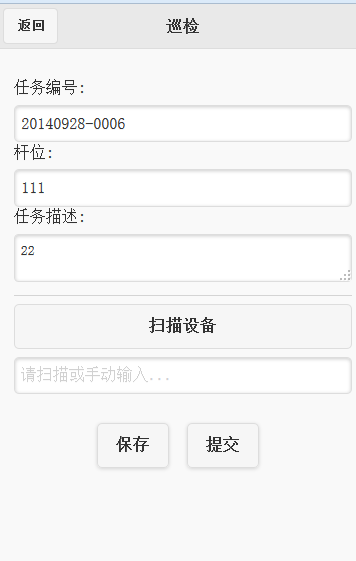 返回
巡检
任务编号:
20140928-0006
杆位:
111
任务描述:
22
扫描设备
请扫描或手动输入...
保存
提交